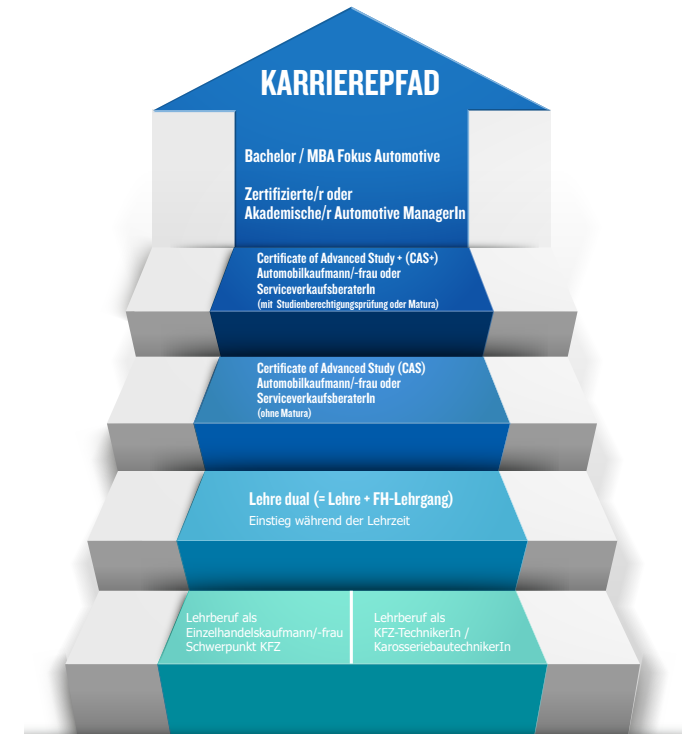 KARRIEREPFAD
Bachelor / MBA Fokus Automotive
Zertifizierte/r oder
Akademische/r Automotive ManagerIn
Certificate of Advanced Study + (CAS+)
Automobilkaufmann/-frau oder
ServiceverkaufsberaterIn
(mit Studienberechtigungsprüfung oder Matura)
Certificate of Advanced Study (CAS)
Automobilkaufmann/-frau oder
ServiceverkaufsberaterIn
(ohne Matura)
Lehre dual (= Lehre + FH-Lehrgang)
Einstieg während der Lehrzeit
Lehrberuf als
Einzelhandelskaufmann/-frau
Schwerpunkt KFZ
Lehrberuf als
KFZ-TechnikerIn /
KarosseriebautechnikerIn